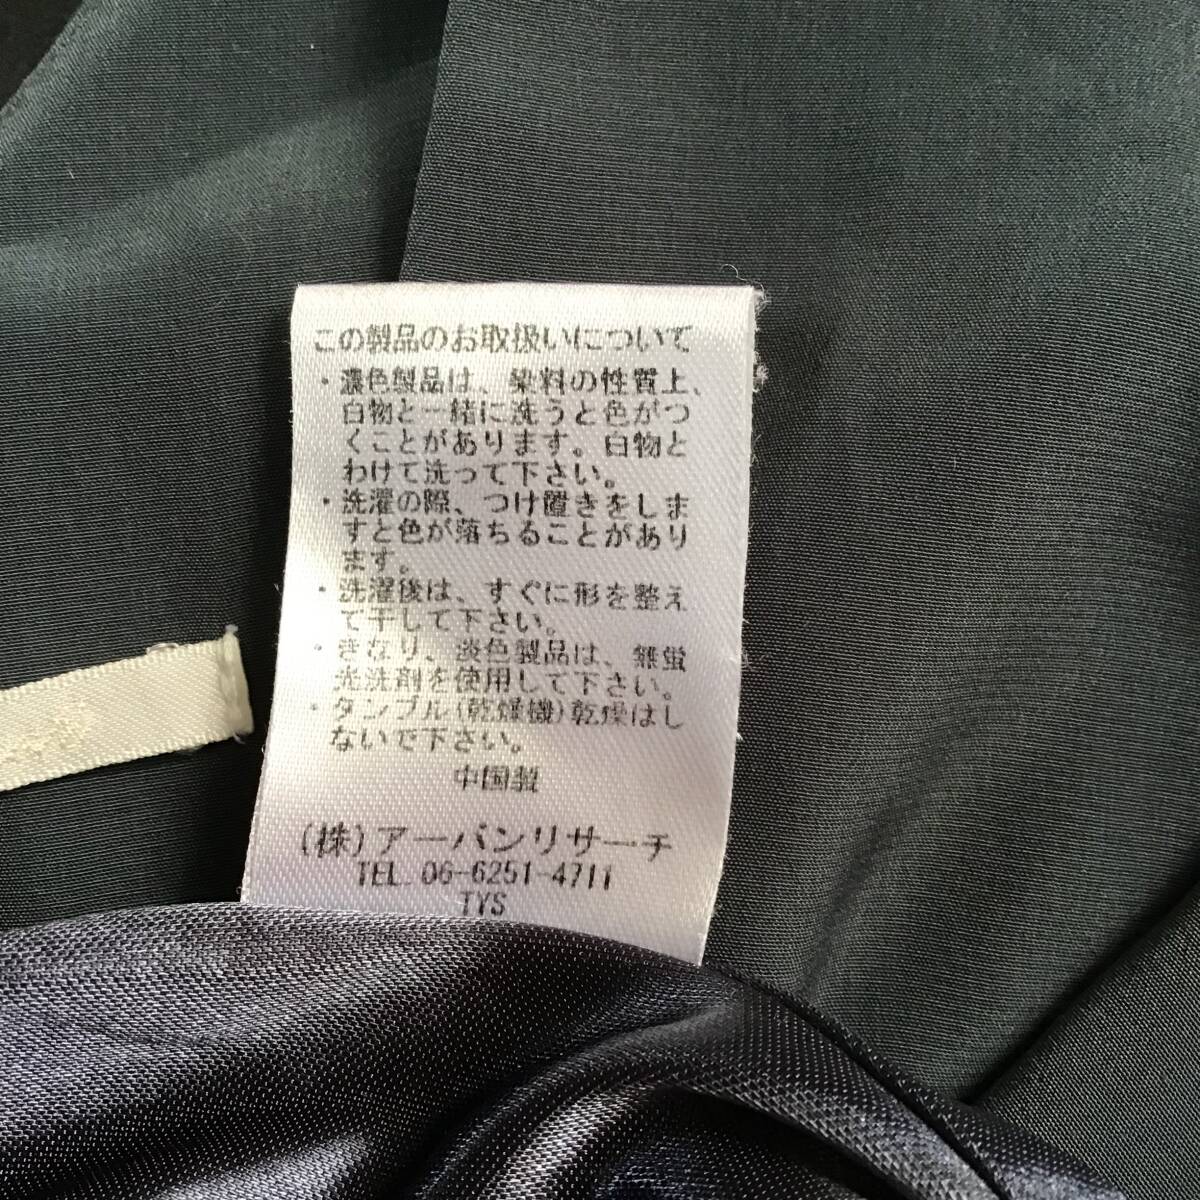 この製品のお取扱いについて
・濃色製品は、染料の性質上、
白物と一緒に洗うと色がつ
くことがあります。白物と
わけて洗って下さい。
・洗濯の際、つけ置きをしま
すと色が落ちることがあり
ます。
・洗濯後は、すぐに形を整え
て干して下さい。
・きなり、淡色製品は、無蛍
光洗剤を使用して下さい。
・タンブル(乾燥機)乾燥はし
ないで下さい。
中国製
(株)アーバンリサーチ
TEL 06-6251-4711
TYS